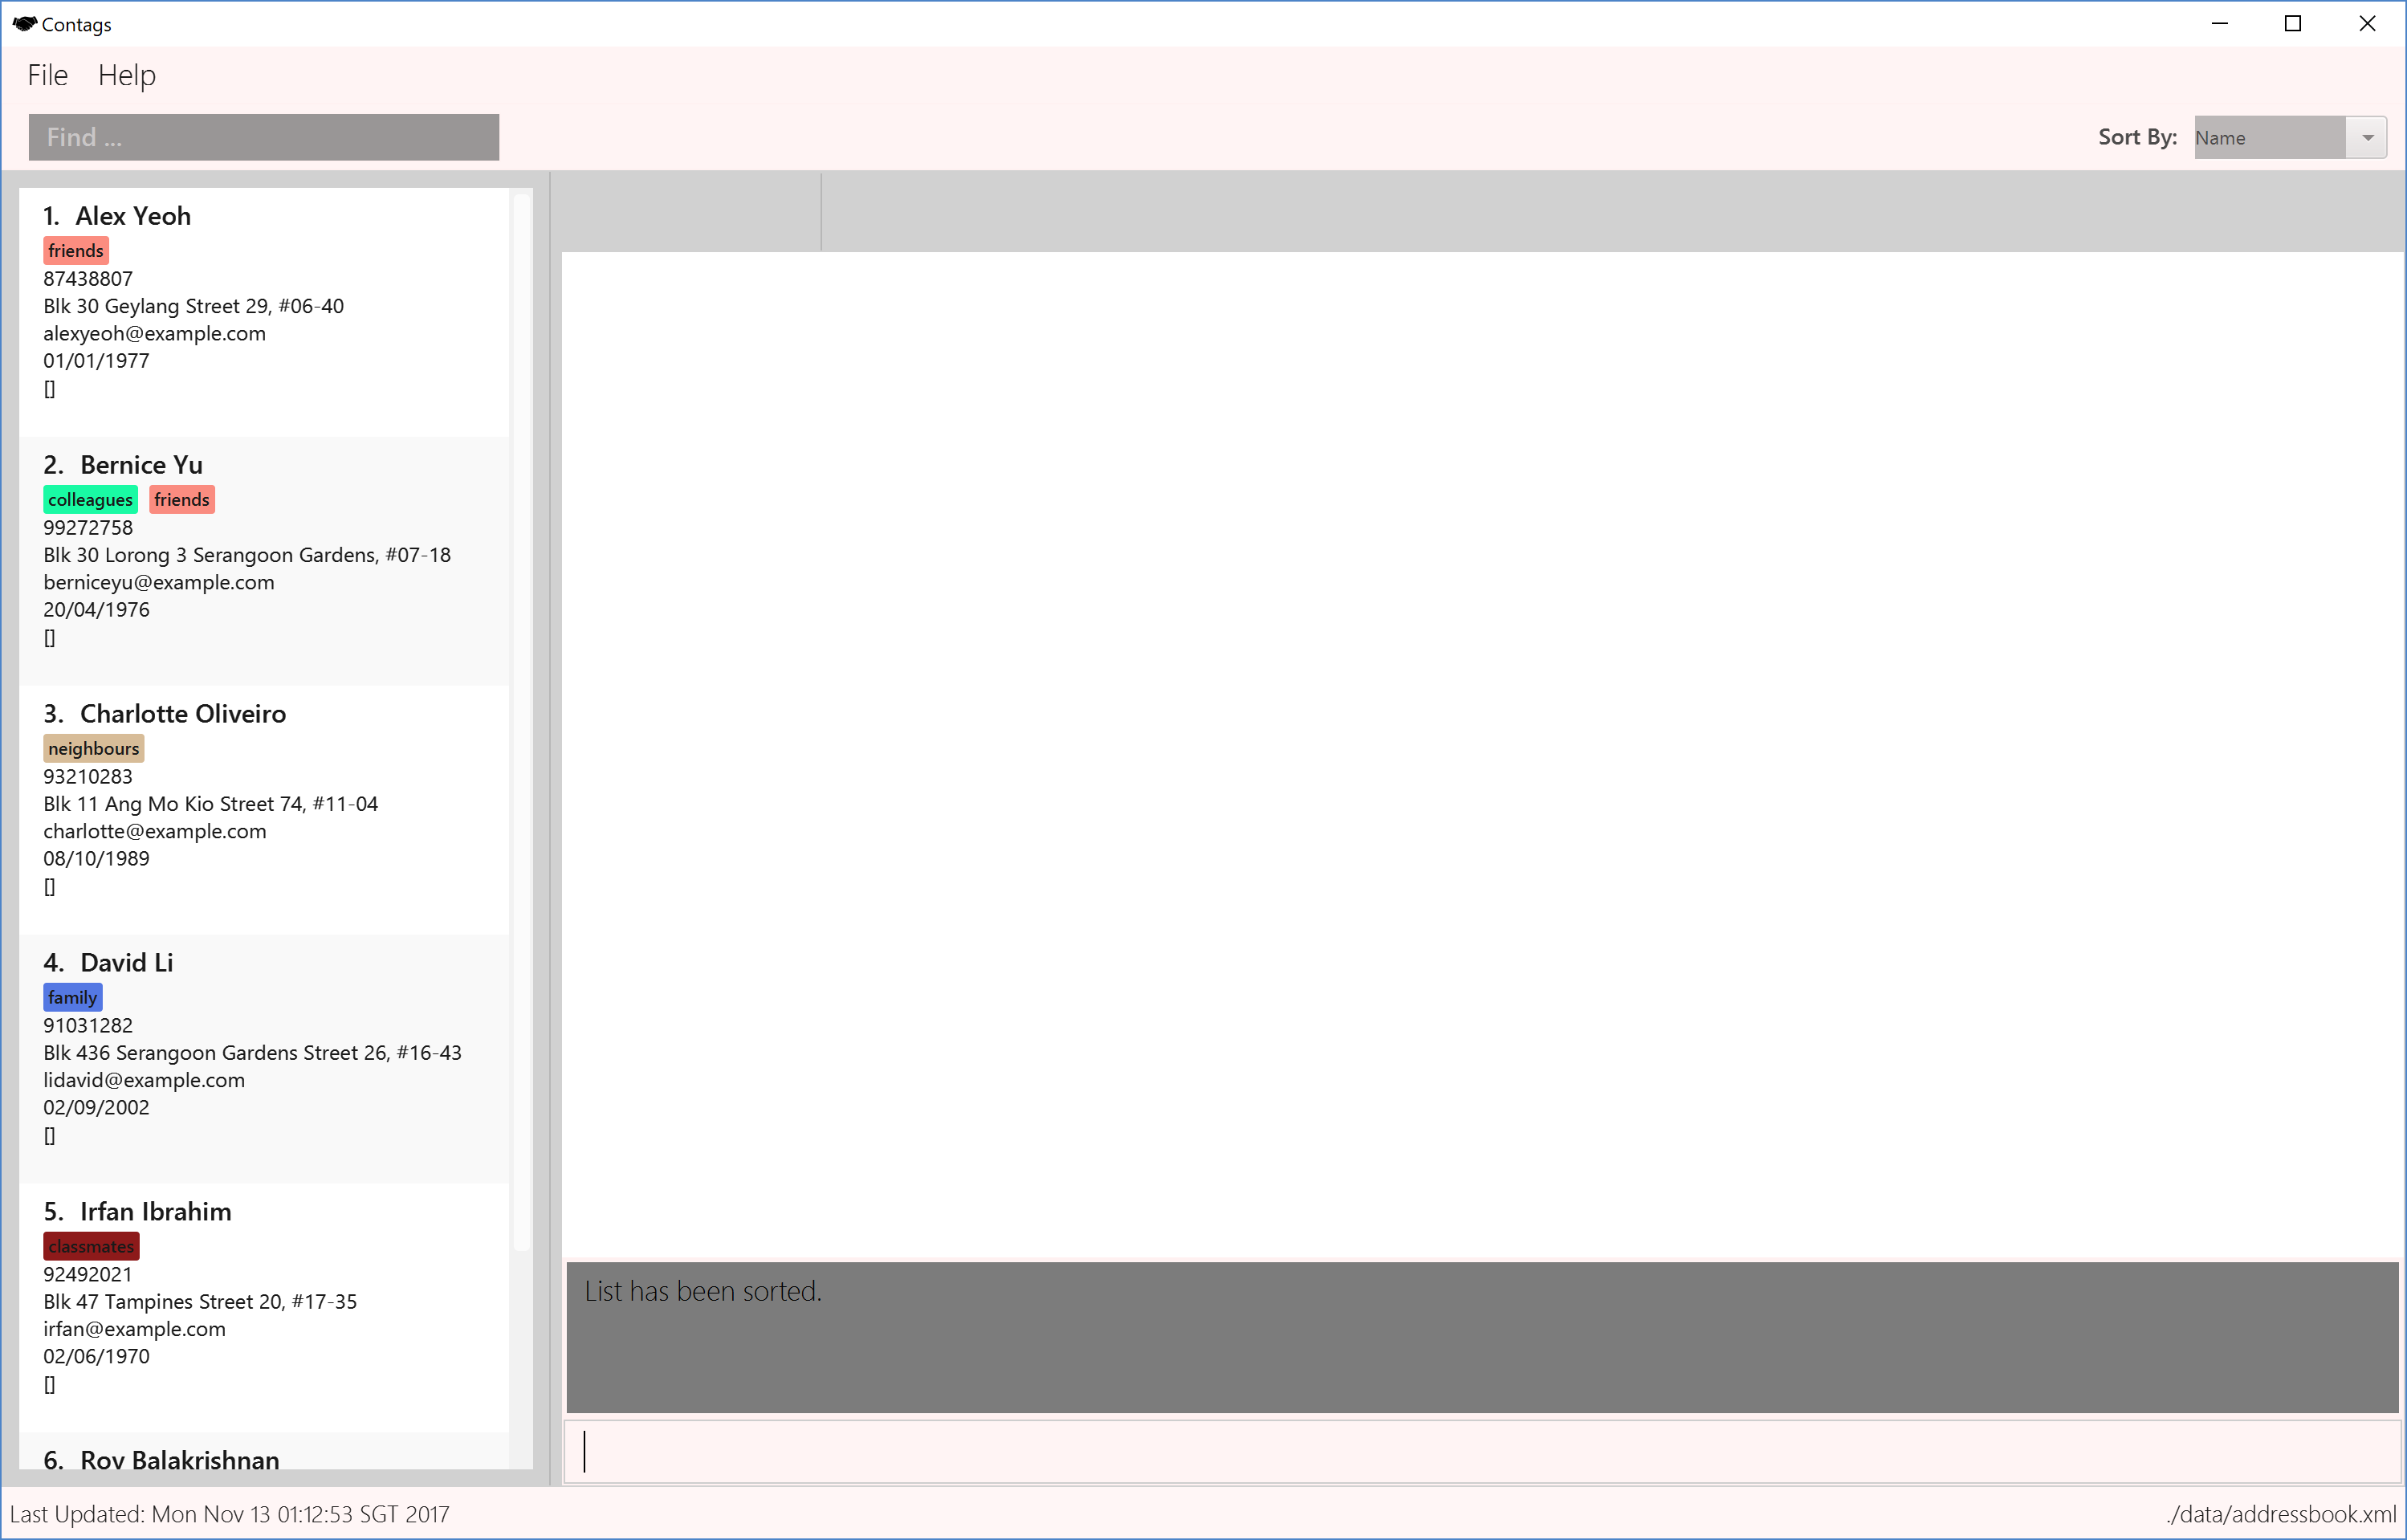 Contags
File Help
Find ...
Sort By: Name
1. Alex Yeoh
friends
87438807
Blk 30 Geylang Street 29, #06-40
alexyeoh@example.com
01/01/1977
[]
2. Bernice Yu
colleagues friends
99272758
Blk 30 Lorong 3 Serangoon Gardens, #07-18
berniceyu@example.com
20/04/1976
[]
3. Charlotte Oliveiro
neighbours
93210283
Blk 11 Ang Mo Kio Street 74, #11-04
charlotte@example.com
08/10/1989
[]
4. David Li
family
91031282
Blk 436 Serangoon Gardens Street 26, #16-43
lidavid@example.com
02/09/2002
[]
5. Irfan Ibrahim
classmates
92492021
Blk 47 Tampines Street 20, #17-35
irfan@example.com
02/06/1970
[]
6. Roy Balakrishnan
List has been sorted.
Last Updated: Mon Nov 13 01:12:53 SGT 2017
./data/addressbook.xml